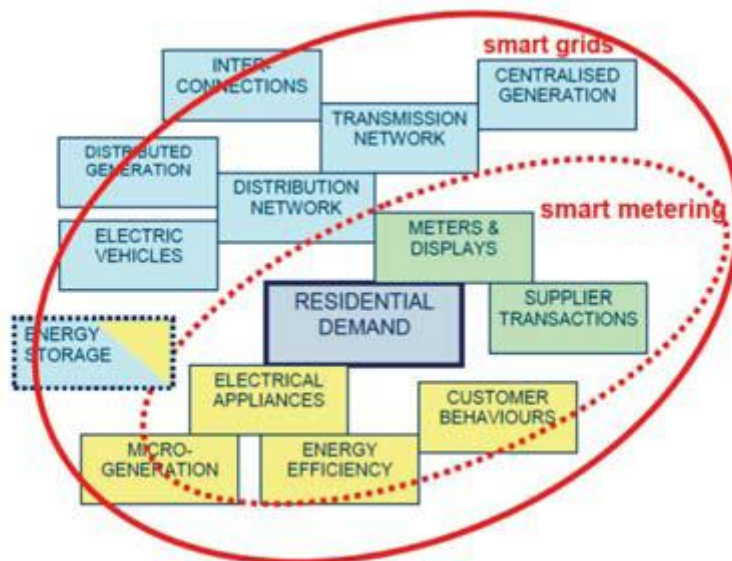 smart grids
INTER-
CONNECTIONS
CENTRALISED
GENERATION
TRANSMISSION
NETWORK
DISTRIBUTED
GENERATION
DISTRIBUTION
NETWORK
smart metering
ELECTRIC
VEHICLES
METERS &
DISPLAYS
RESIDENTIAL
DEMAND
SUPPLIER
TRANSACTIONS
ENERGY
STORAGE
ELECTRICAL
APPLIANCES
CUSTOMER
BEHAVIOURS
MICRO-
GENERATION
ENERGY
EFFICIENCY